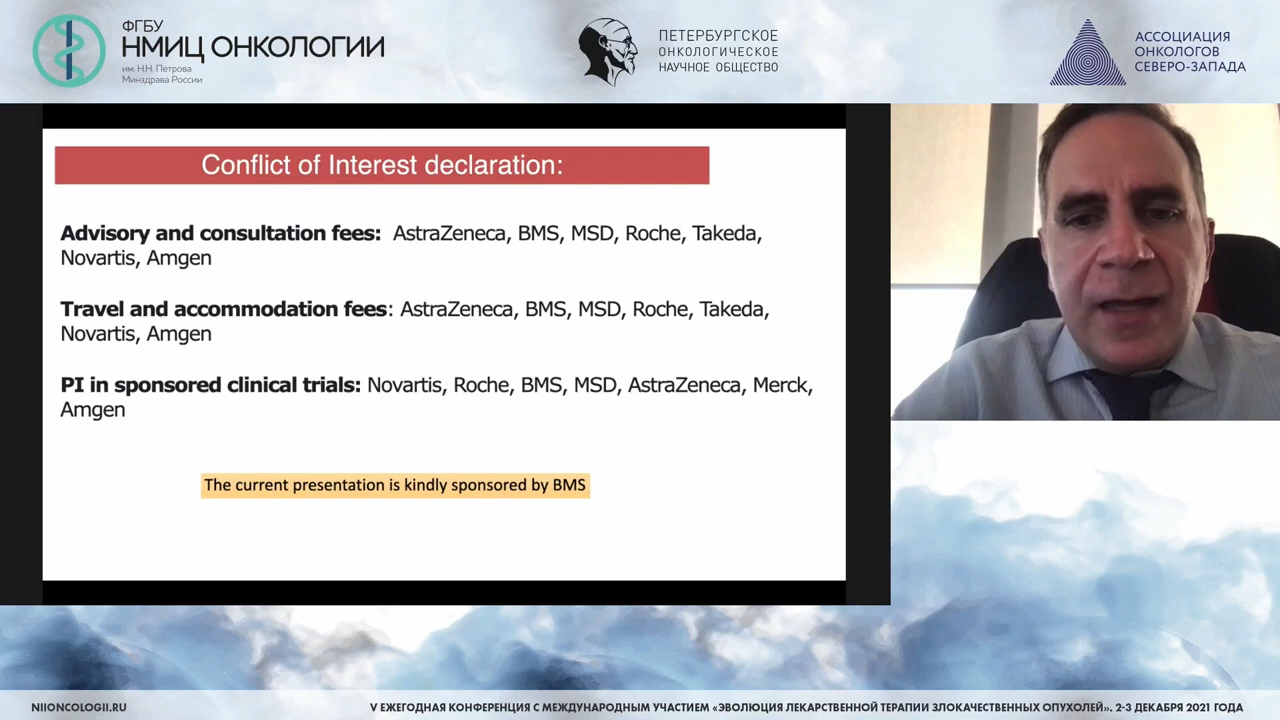 ФГБУ
НМИЦ ОНКОЛОГИИ
им. Н.Н. Петрова
Минздрава России
ПЕТЕРБУРГСКОЕ
ОНКОЛОГИЧЕСКОЕ
НАУЧНОЕ ОБЩЕСТВО
АССОЦИАЦИЯ
ОНКОЛОГОВ
СЕВЕРО-ЗАПАДА
Conflict of Interest declaration:
Advisory and consultation fees: AstraZeneca, BMS, MSD, Roche, Takeda,
Novartis, Amgen
Travel and accommodation fees: AstraZeneca, BMS, MSD, Roche, Takeda,
Novartis, Amgen
PI in sponsored clinical trials: Novartis, Roche, BMS, MSD, AstraZeneca, Merck,
Amgen
The current presentation is kindly sponsored by BMS
NIIONCOLOGII.RU
V ЕЖЕГОДНАЯ КОНФЕРЕНЦИЯ С МЕЖДУНАРОДНЫМ УЧАСТИЕМ «ЭВОЛЮЦИЯ ЛЕКАРСТВЕННОЙ ТЕРАПИИ ЗЛОКАЧЕСТВЕННЫХ ОПУХОЛЕЙ». 2-3 ДЕКАБРЯ 2021 ГОДА